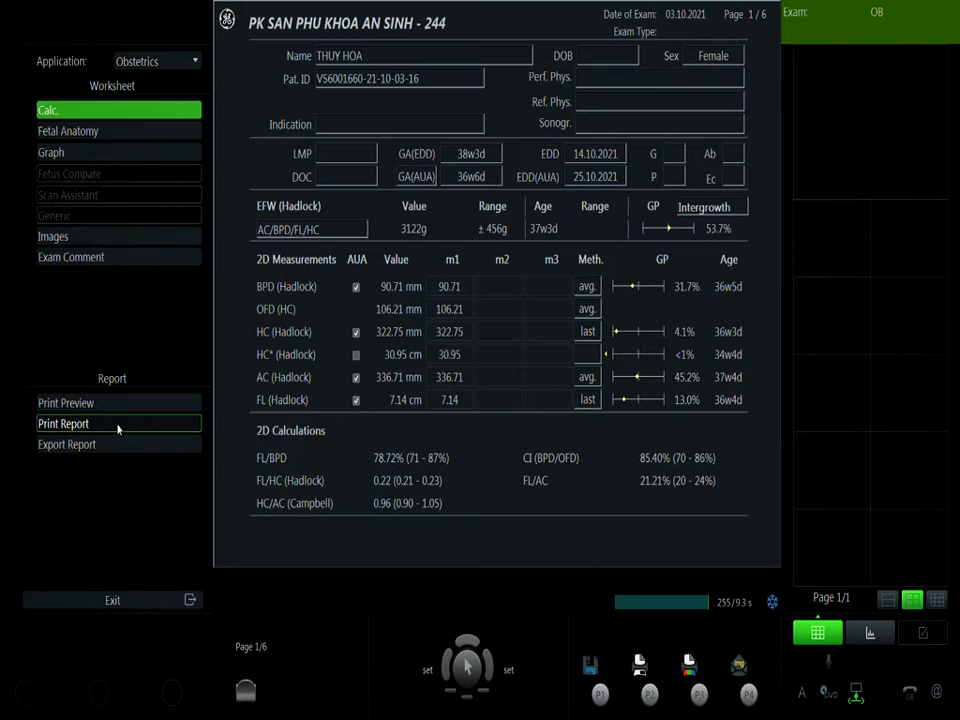 Exam: OB
PK SAN PHU KHOA AN SINH - 244
Date of Exam: 03.10.2021 Page 1 / 6
Exam Type:
Application: Obstetrics
Worksheet
Calc.
Fetal Anatomy
Graph
Fetus Compare
Scan Assistant
Generic
Images
Exam Comment
Report
Print Preview
Print Report
Export Report
Exit
Name THUY HOA DOB Sex Female
Pat. ID VS6001660-21-10-03-16 Perf. Phys.
Ref. Phys.
Indication Sonogr.
LMP GA(EDD) 38w3d EDD 14.10.2021 G Ab
DOC GA(AUA) 36w6d EDD(AUA) 25.10.2021 P Ec
EFW (Hadlock) Value Range Age Range GP Intergrowth
AC/BPD/FL/HC 3122g ± 456g 37w3d 53.7%
2D Measurements AUA Value m1 m2 m3 Meth. GP Age
BPD (Hadlock) 90.71 mm 90.71 avg. 31.7% 36w5d
OFD (HC) 106.21 mm 106.21 avg.
HC (Hadlock) 322.75 mm 322.75 last 4.1% 36w3d
HC* (Hadlock) 30.95 cm 30.95 <1% 34w4d
AC (Hadlock) 336.71 mm 336.71 avg. 45.2% 37w4d
FL (Hadlock) 7.14 cm 7.14 last 13.0% 36w4d
2D Calculations
FL/BPD 78.72% (71 - 87%) CI (BPD/OFD) 85.40% (70 - 86%)
FL/HC (Hadlock) 0.22 (0.21 - 0.23) FL/AC 21.21% (20 - 24%)
HC/AC (Campbell) 0.96 (0.90 - 1.05)
255/9.3 s
Page 1/1
Page 1/6
set set
P1 P2 P3 P4
A DVD @